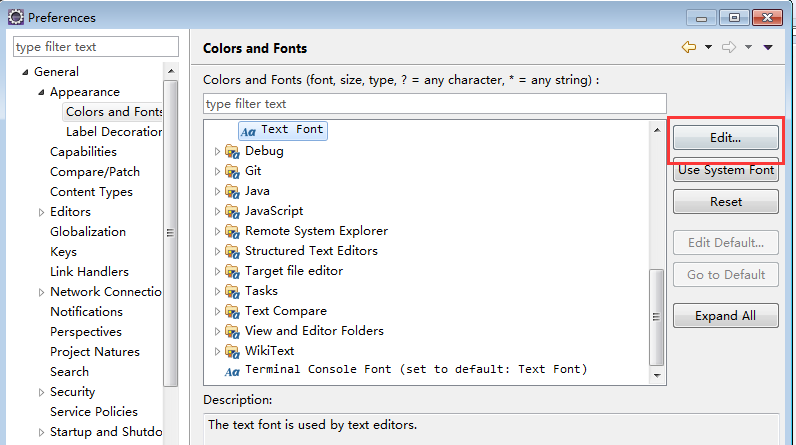 Preferences
type filter text
General
Appearance
Colors and Fonts
Label Decoration
Capabilities
Compare/Patch
Content Types
Editors
Globalization
Keys
Link Handlers
Network Connectio
Notifications
Perspectives
Project Natures
Search
Security
Service Policies
Startup and Shutdo
Colors and Fonts
Colors and Fonts (font, size, type, ? = any character, * = any string) :
type filter text
Aa Text Font
Debug
Git
Java
JavaScript
Remote System Explorer
Structured Text Editors
Target file editor
Tasks
Text Compare
View and Editor Folders
WikiText
Aa Terminal Console Font (set to default: Text Font)
Edit...
Use System Font
Reset
Edit Default...
Go to Default
Expand All
Description:
The text font is used by text editors.